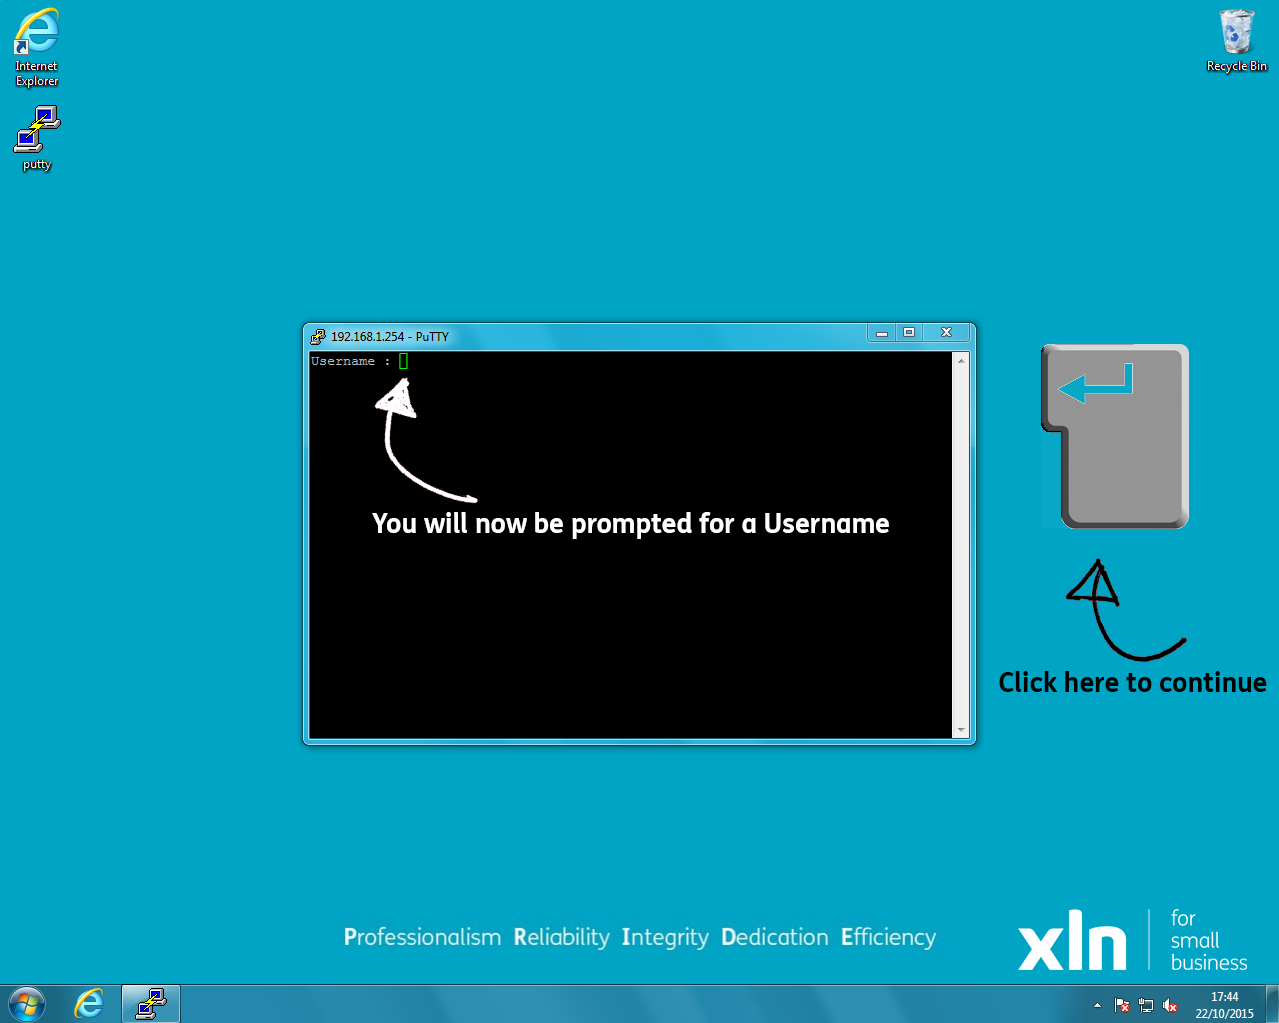 Internet
Explorer
Recycle Bin
putty
192.168.1.254 - PuTTY
Username :
You will now be prompted for a Username
Click here to continue
Professionalism Reliability Integrity Dedication Efficiency
xln
for
small
business
17:44
22/10/2015